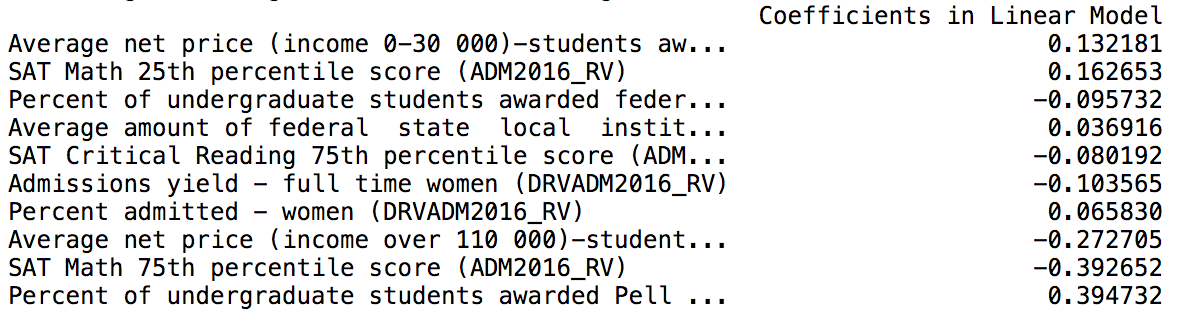 Coefficients in Linear Model
Average net price (income 0-30 000)-students aw... 0.132181
SAT Math 25th percentile score (ADM2016_RV) 0.162653
Percent of undergraduate students awarded feder... -0.095732
Average amount of federal  state  local  instit... 0.036916
SAT Critical Reading 75th percentile score (ADM... -0.080192
Admissions yield - full time women (DRVADM2016_RV) -0.103565
Percent admitted - women (DRVADM2016_RV) 0.065830
Average net price (income over 110 000)-student... -0.272705
SAT Math 75th percentile score (ADM2016_RV) -0.392652
Percent of undergraduate students awarded Pell ... 0.394732